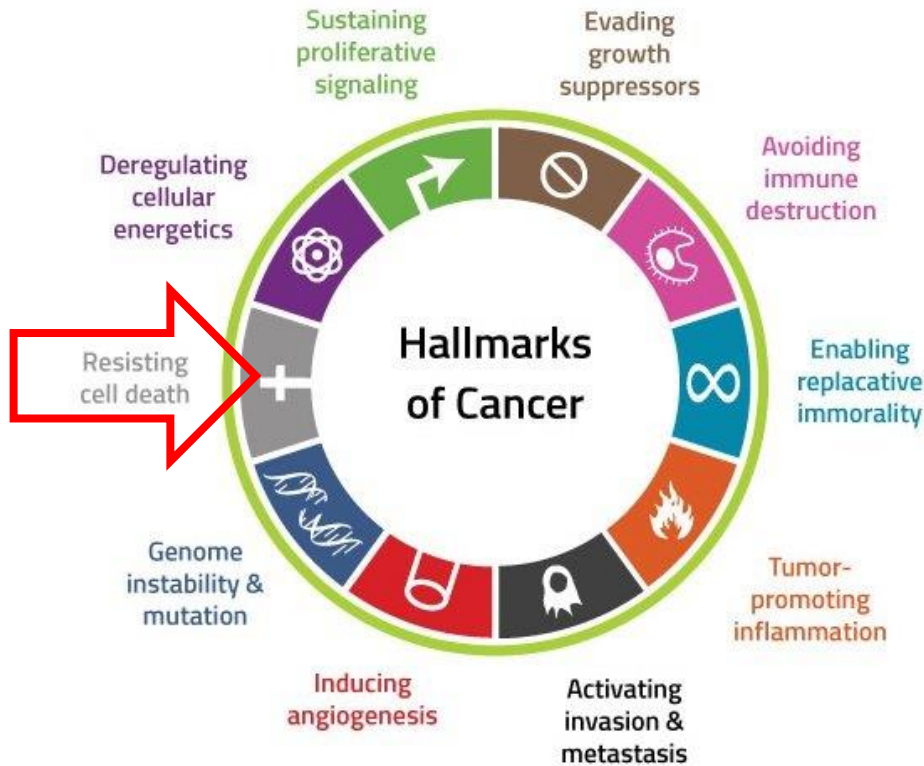 Sustaining
proliferative
signaling
Evading
growth
suppressors
Deregulating
cellular
energetics
Avoiding
immune
destruction
Resisting
cell death
Hallmarks
of Cancer
Enabling
replacative
immorality
Genome
instability &
mutation
Tumor-
promoting
inflammation
Inducing
angiogenesis
Activating
invasion &
metastasis